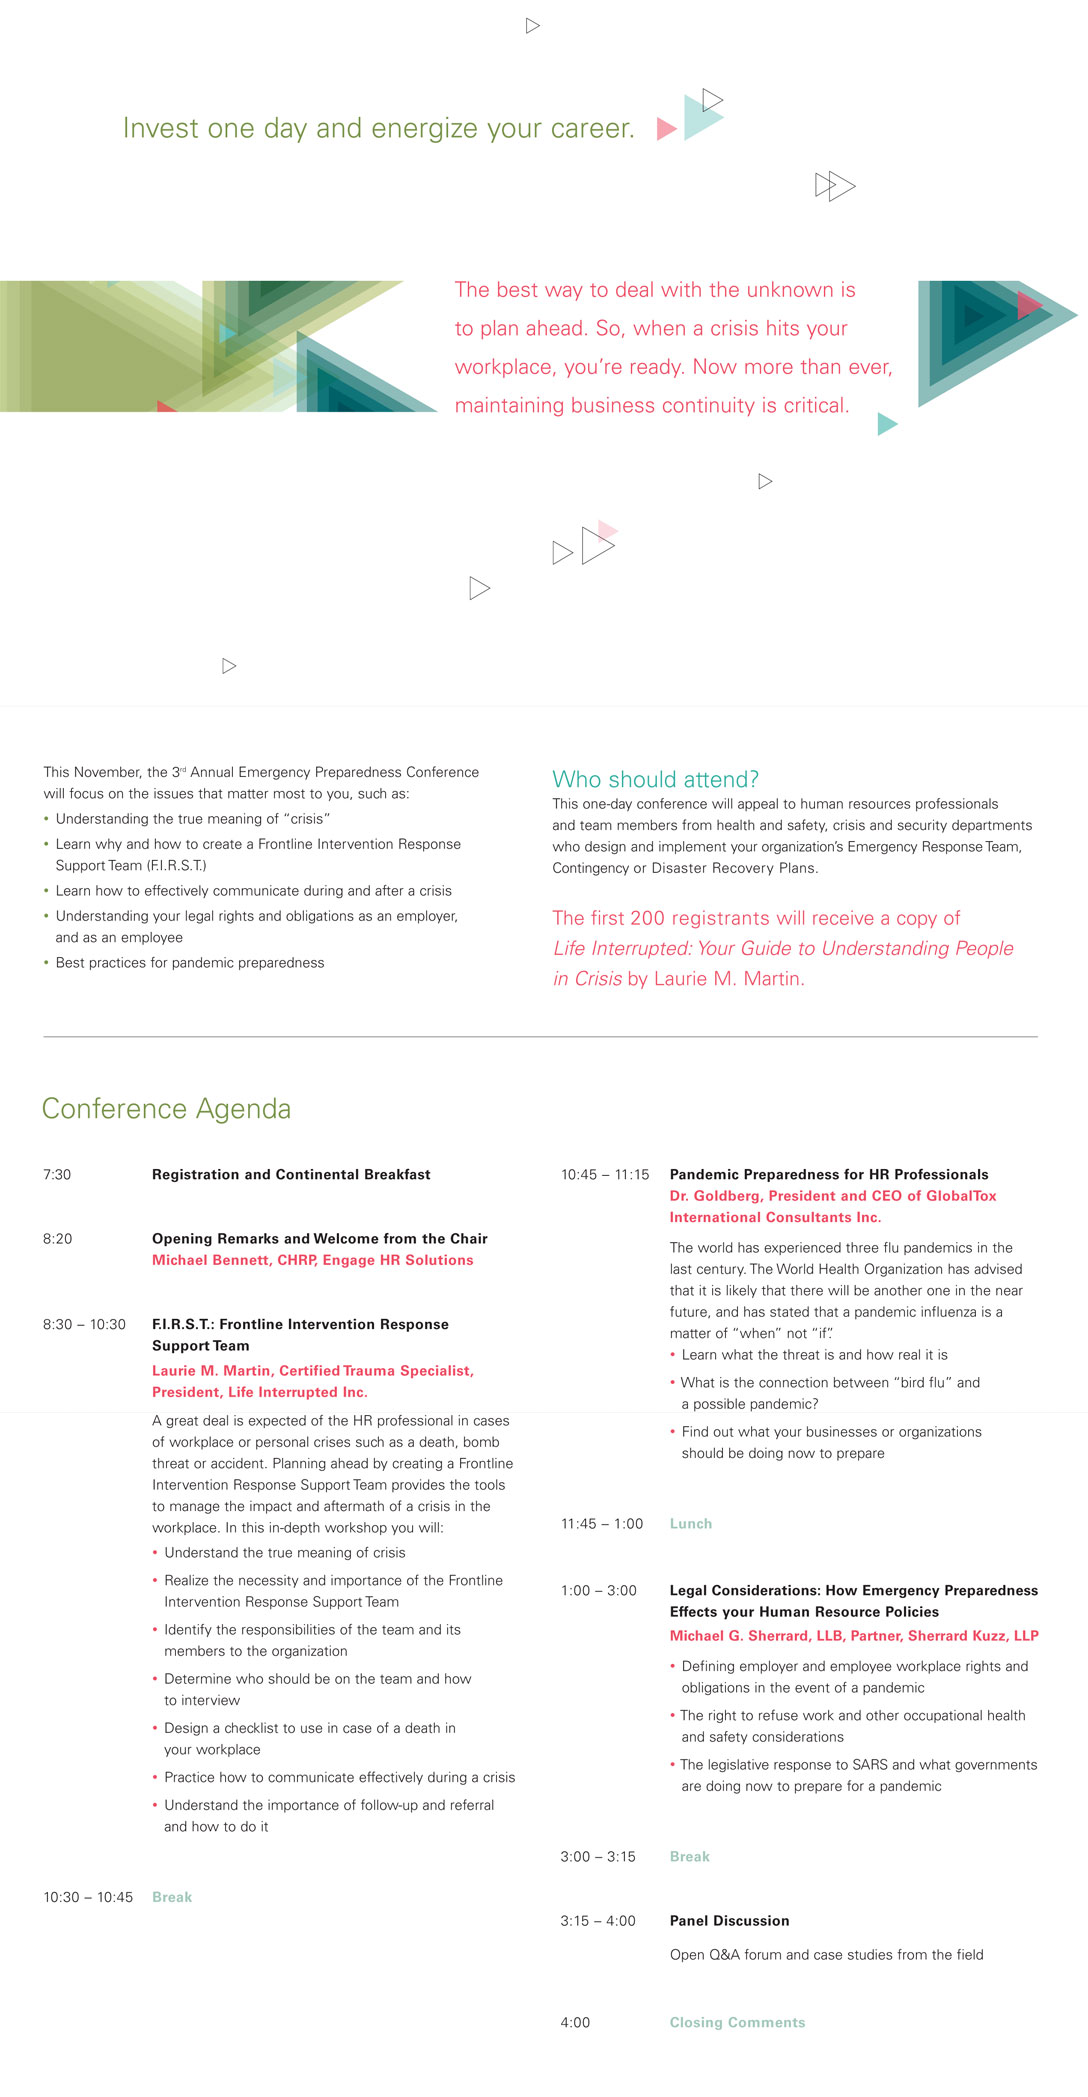 Invest one day and energize your career.
The best way to deal with the unknown is
to plan ahead. So, when a crisis hits your
workplace, you’re ready. Now more than ever,
maintaining business continuity is critical.
This November, the 3rd Annual Emergency Preparedness Conference
will focus on the issues that matter most to you, such as:
• Understanding the true meaning of “crisis”
• Learn why and how to create a Frontline Intervention Response
Support Team (F.I.R.S.T.)
• Learn how to effectively communicate during and after a crisis
• Understanding your legal rights and obligations as an employer,
and as an employee
• Best practices for pandemic preparedness
Who should attend?
This one-day conference will appeal to human resources professionals
and team members from health and safety, crisis and security departments
who design and implement your organization’s Emergency Response Team,
Contingency or Disaster Recovery Plans.
The first 200 registrants will receive a copy of
Life Interrupted: Your Guide to Understanding People
in Crisis by Laurie M. Martin.
Conference Agenda
7:30 Registration and Continental Breakfast
8:20 Opening Remarks and Welcome from the Chair
Michael Bennett, CHRP, Engage HR Solutions
8:30 – 10:30 F.I.R.S.T.: Frontline Intervention Response
Support Team
Laurie M. Martin, Certified Trauma Specialist,
President, Life Interrupted Inc.
A great deal is expected of the HR professional in cases
of workplace or personal crises such as a death, bomb
threat or accident. Planning ahead by creating a Frontline
Intervention Response Support Team provides the tools
to manage the impact and aftermath of a crisis in the
workplace. In this in-depth workshop you will:
• Understand the true meaning of crisis
• Realize the necessity and importance of the Frontline
Intervention Response Support Team
• Identify the responsibilities of the team and its
members to the organization
• Determine who should be on the team and how
to interview
• Design a checklist to use in case of a death in
your workplace
• Practice how to communicate effectively during a crisis
• Understand the importance of follow-up and referral
and how to do it
10:30 – 10:45 Break
10:45 – 11:15 Pandemic Preparedness for HR Professionals
Dr. Goldberg, President and CEO of GlobalTox
International Consultants Inc.
The world has experienced three flu pandemics in the
last century. The World Health Organization has advised
that it is likely that there will be another one in the near
future, and has stated that a pandemic influenza is a
matter of “when” not “if”.
• Learn what the threat is and how real it is
• What is the connection between “bird flu” and
a possible pandemic?
• Find out what your businesses or organizations
should be doing now to prepare
11:45 – 1:00 Lunch
1:00 – 3:00 Legal Considerations: How Emergency Preparedness
Effects your Human Resource Policies
Michael G. Sherrard, LLB, Partner, Sherrard Kuzz, LLP
• Defining employer and employee workplace rights and
obligations in the event of a pandemic
• The right to refuse work and other occupational health
and safety considerations
• The legislative response to SARS and what governments
are doing now to prepare for a pandemic
3:00 – 3:15 Break
3:15 – 4:00 Panel Discussion
Open Q&A forum and case studies from the field
4:00 Closing Comments